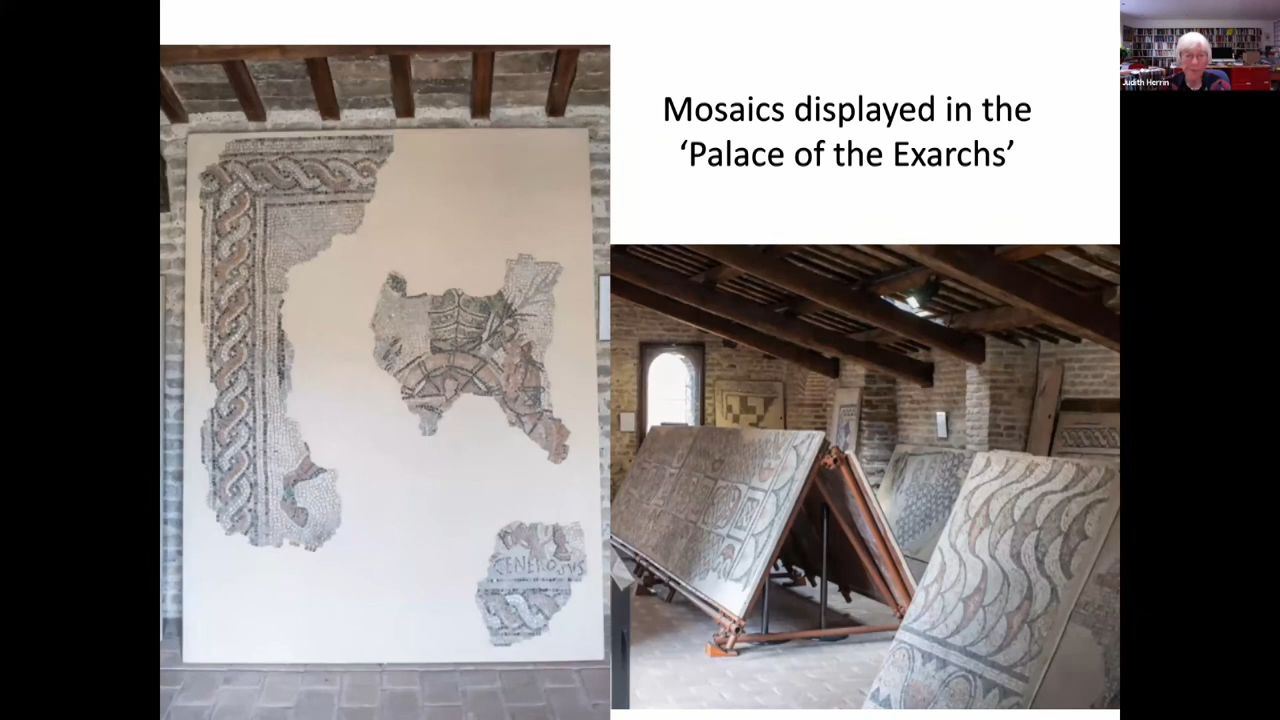 Mosaics displayed in the
‘Palace of the Exarchs’
Judith Herrin
GENEROSUS